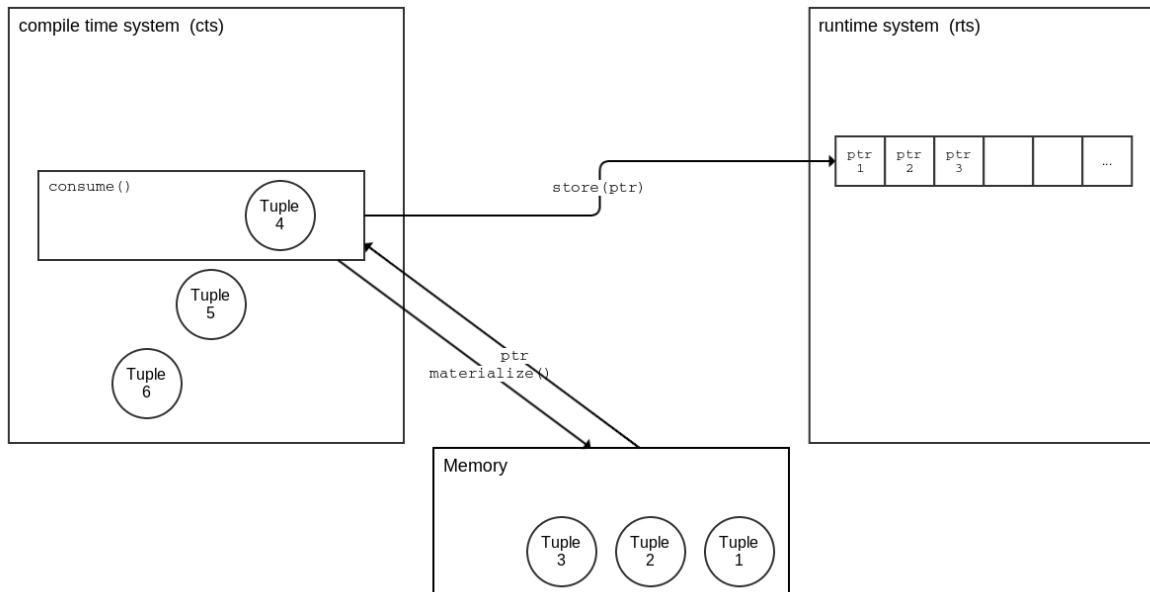 compile time system  (cts)
runtime system  (rts)
ptr
1
ptr
2
ptr
3
...
consume()
Tuple
4
store(ptr)
Tuple
5
ptr
materialize()
Tuple
6
Memory
Tuple
3
Tuple
2
Tuple
1